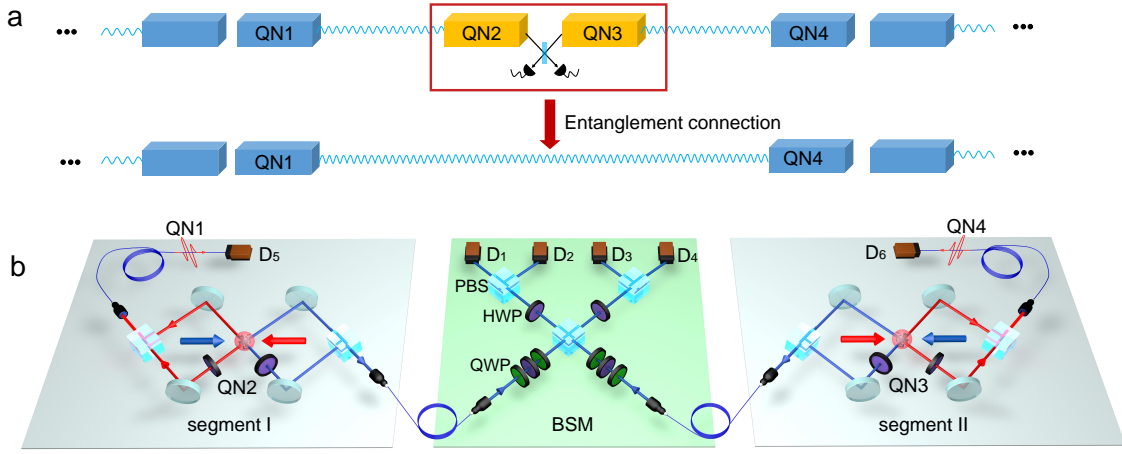 a
••• QN1 QN2 QN3 QN4 •••
Entanglement connection
••• QN1 QN4 •••
b
QN1 D5 D1 D2 D3 D4 D6 QN4
PBS
HWP
QN2 QWP QN3
segment I BSM segment II